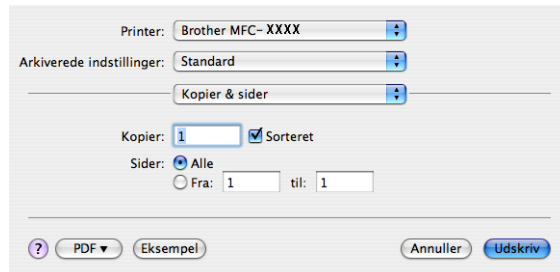 Printer: Brother MFC-XXXX
Arkiverede indstillinger: Standard
Kopier & sider
Kopier: 1 Sorteret
Sider: Alle
Fra: 1 til: 1
? PDF▼ Eksempel Annuller Udskriv